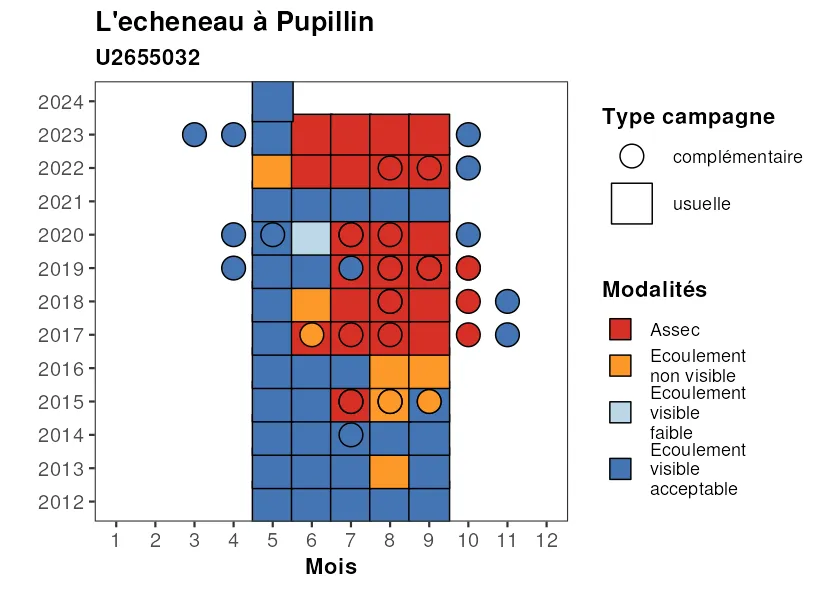 L'echeneau à Pupillin
U2655032
2024
2023
2022
2021
2020
2019
2018
2017
2016
2015
2014
2013
2012
1 2 3 4 5 6 7 8 9 10 11 12
Mois
Type campagne
complémentaire
usuelle
Modalités
Assec
Ecoulement
non visible
Ecoulement
visible
faible
Ecoulement
visible
acceptable